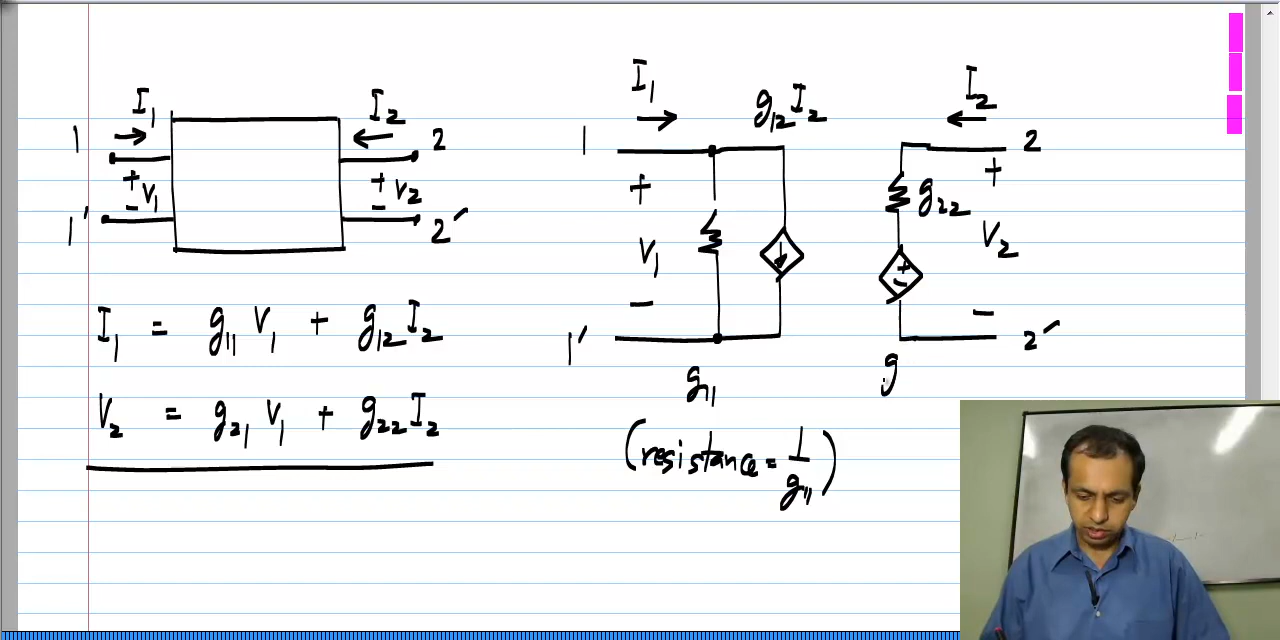 I₁ I₂
1 2
+ V₁ - + V₂ -
1′ 2′
I₁ = g₁₁ V₁ + g₁₂ I₂
V₂ = g₂₁ V₁ + g₂₂ I₂
I₁ g₁₂ I₂ I₂
1 2
+ +
g₂₂
V₁ V₂
+ -
- -
1′ 2′
g₁₁ g
(resistance = 1/g₁₁)